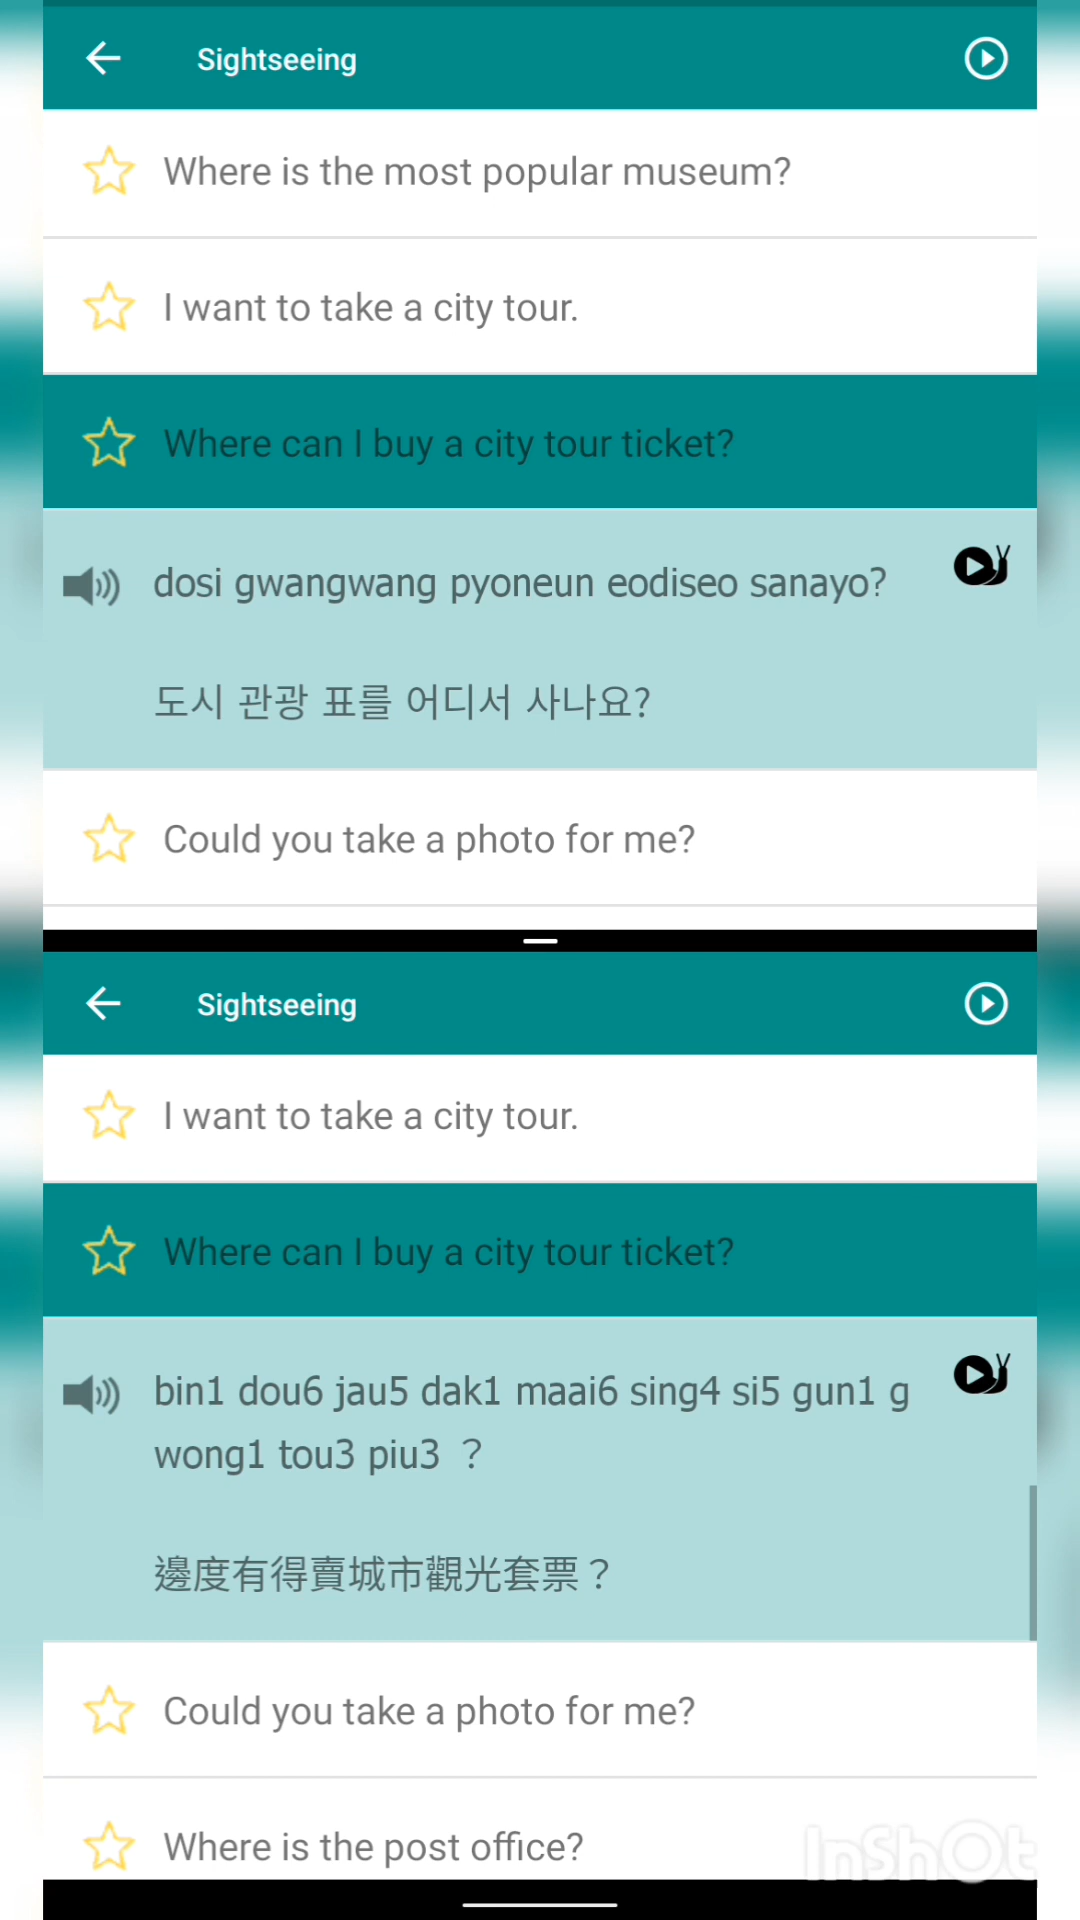 Sightseeing
Where is the most popular museum?
I want to take a city tour.
Where can I buy a city tour ticket?
dosi gwangwang pyoneun eodiseo sanayo?
도시 관광 표를 어디서 사나요?
Could you take a photo for me?
Sightseeing
I want to take a city tour.
Where can I buy a city tour ticket?
bin1 dou6 jau5 dak1 maai6 sing4 si5 gun1 g
wong1 tou3 piu3 ？
邊度有得賣城市觀光套票？
Could you take a photo for me?
Where is the post office?
InShOt